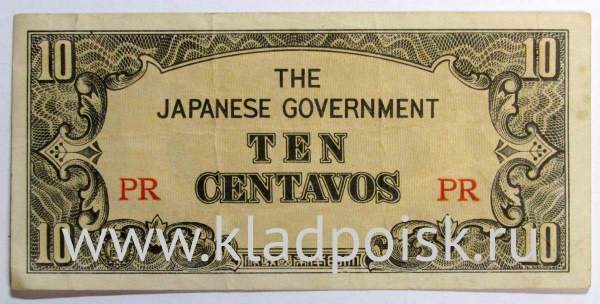 10 10
THE
JAPANESE GOVERNMENT
TEN
PR CENTAVOS PR
10 10
www.kladpoisk.ru